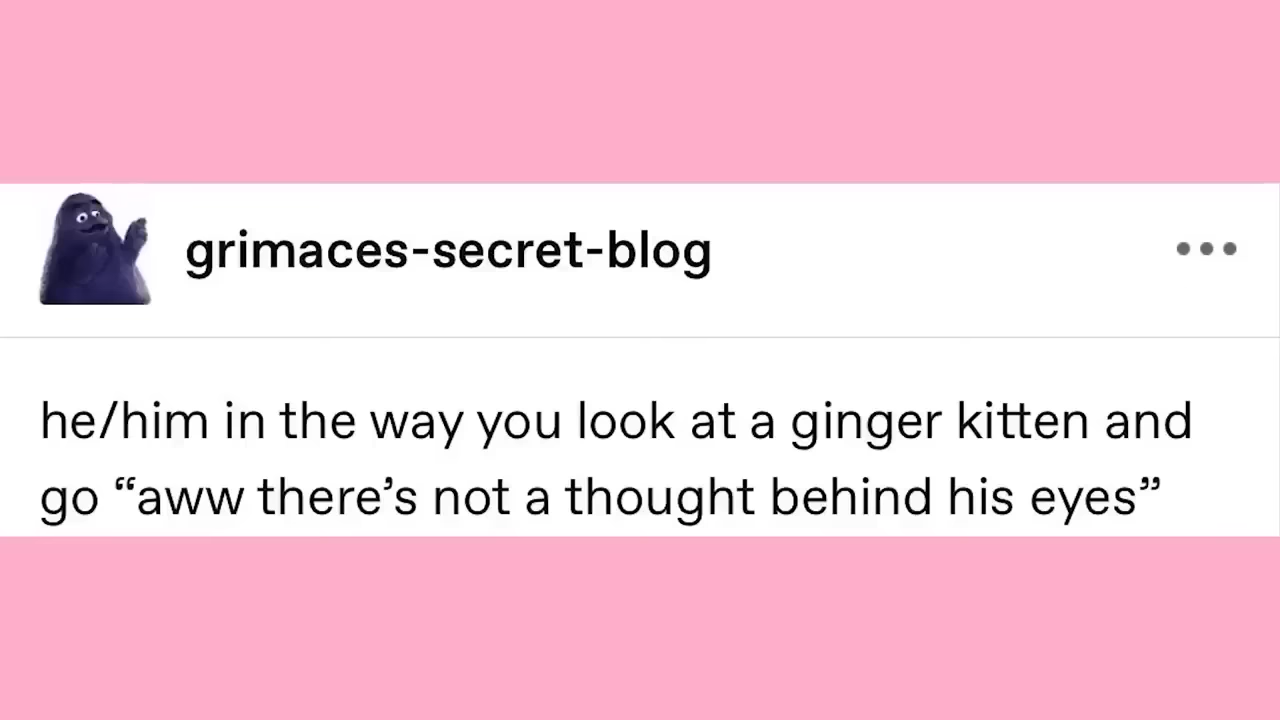 grimaces-secret-blog
he/him in the way you look at a ginger kitten and
go “aww there’s not a thought behind his eyes”